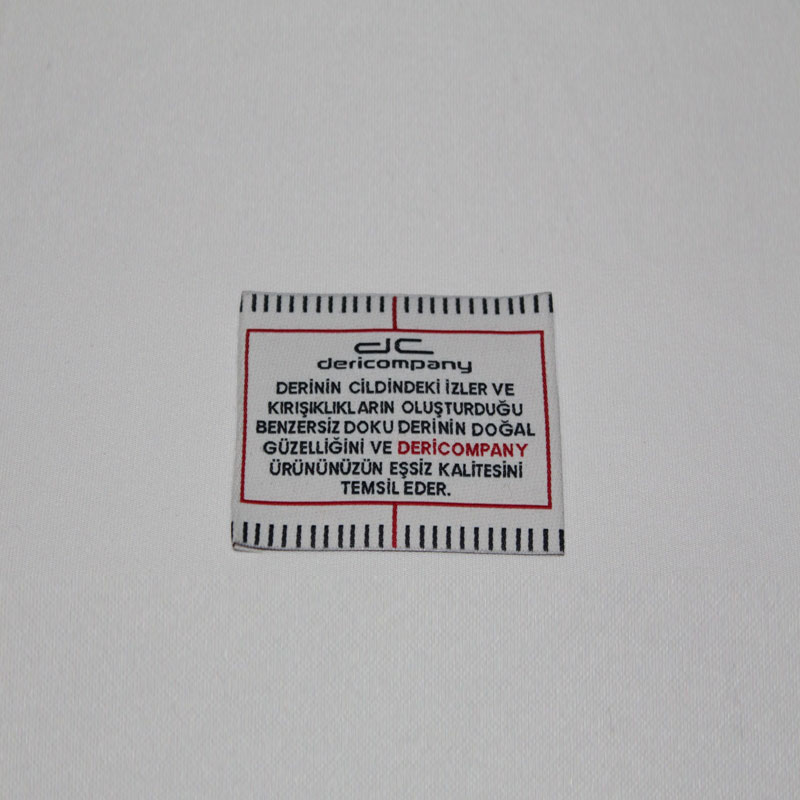 dc
dericompany
DERİNİN CİLDİNDEKİ İZLER VE
KIRIŞIKLIKLARIN OLUŞTURDUĞU
BENZERSİZ DOKU DERİNİN DOĞAL
GÜZELLİĞİNİ VE DERICOMPANY
ÜRÜNÜNÜZÜN EŞSİZ KALİTESİNİ
TEMSİL EDER.